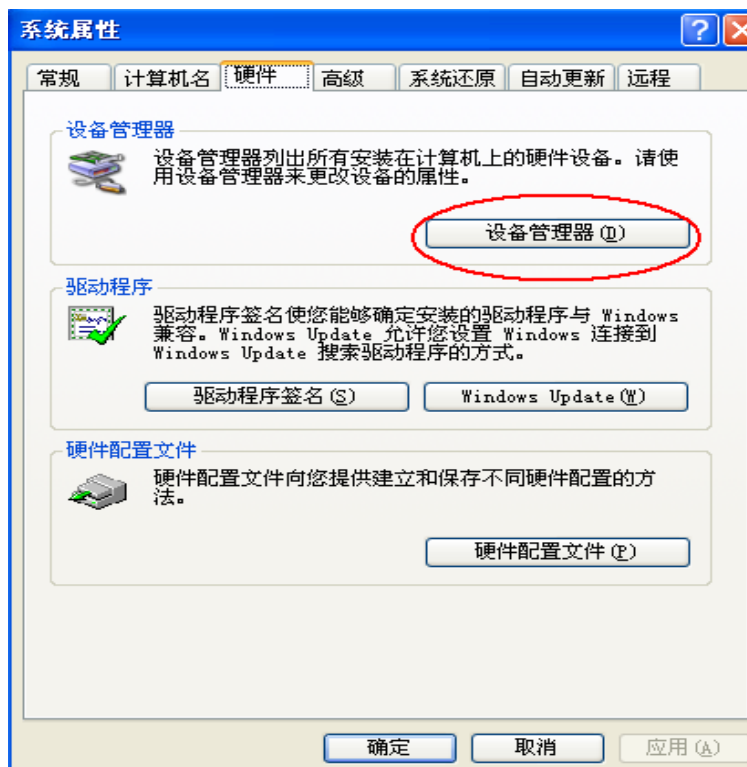 系统属性
常规 计算机名 硬件 高级 系统还原 自动更新 远程
设备管理器
设备管理器列出所有安装在计算机上的硬件设备。请使
用设备管理器来更改设备的属性。
设备管理器(D)
驱动程序
驱动程序签名使您能够确定安装的驱动程序与 Windows
兼容。Windows Update 允许您设置 Windows 连接到
Windows Update 搜索驱动程序的方式。
驱动程序签名(S) Windows Update(W)
硬件配置文件
硬件配置文件向您提供建立和保存不同硬件配置的方
法。
硬件配置文件(P)
确定 取消 应用(A)